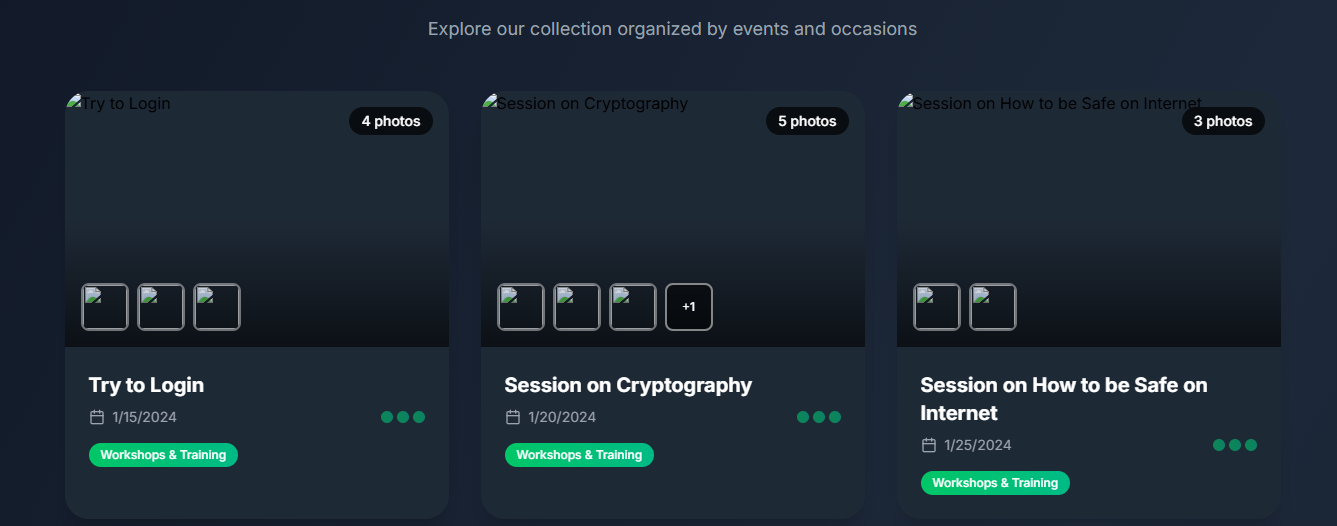 Explore our collection organized by events and occasions
Try to Login
4 photos
Session on Cryptography
5 photos
Session on How to be Safe on Internet
3 photos
+1
Try to Login
1/15/2024
Workshops & Training
Session on Cryptography
1/20/2024
Workshops & Training
Session on How to be Safe on
Internet
1/25/2024
Workshops & Training